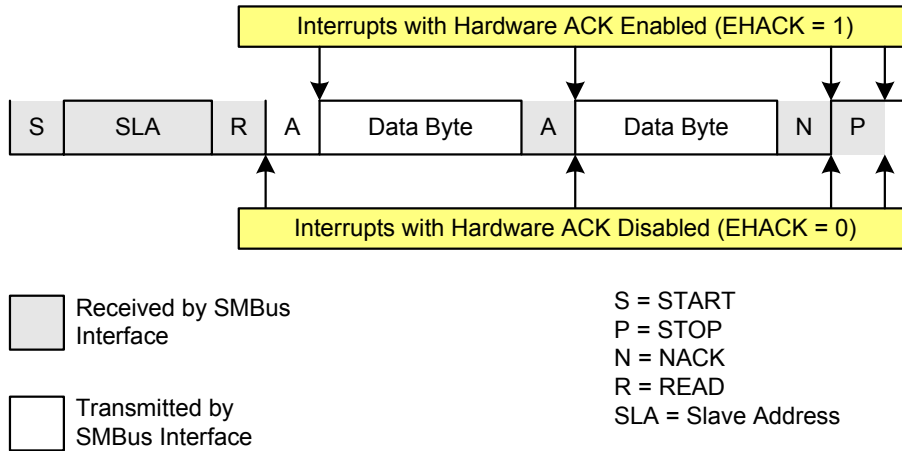 Interrupts with Hardware ACK Enabled (EHACK = 1)
S SLA R A Data Byte A Data Byte N P
Interrupts with Hardware ACK Disabled (EHACK = 0)
Received by SMBus
Interface
Transmitted by
SMBus Interface
S = START
P = STOP
N = NACK
R = READ
SLA = Slave Address